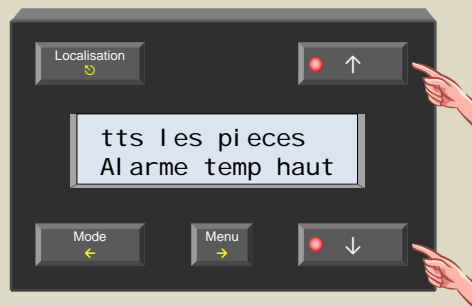 Localisation
↑
tts les pieces
Alarme temp haut
Mode
←
Menu
→
↓